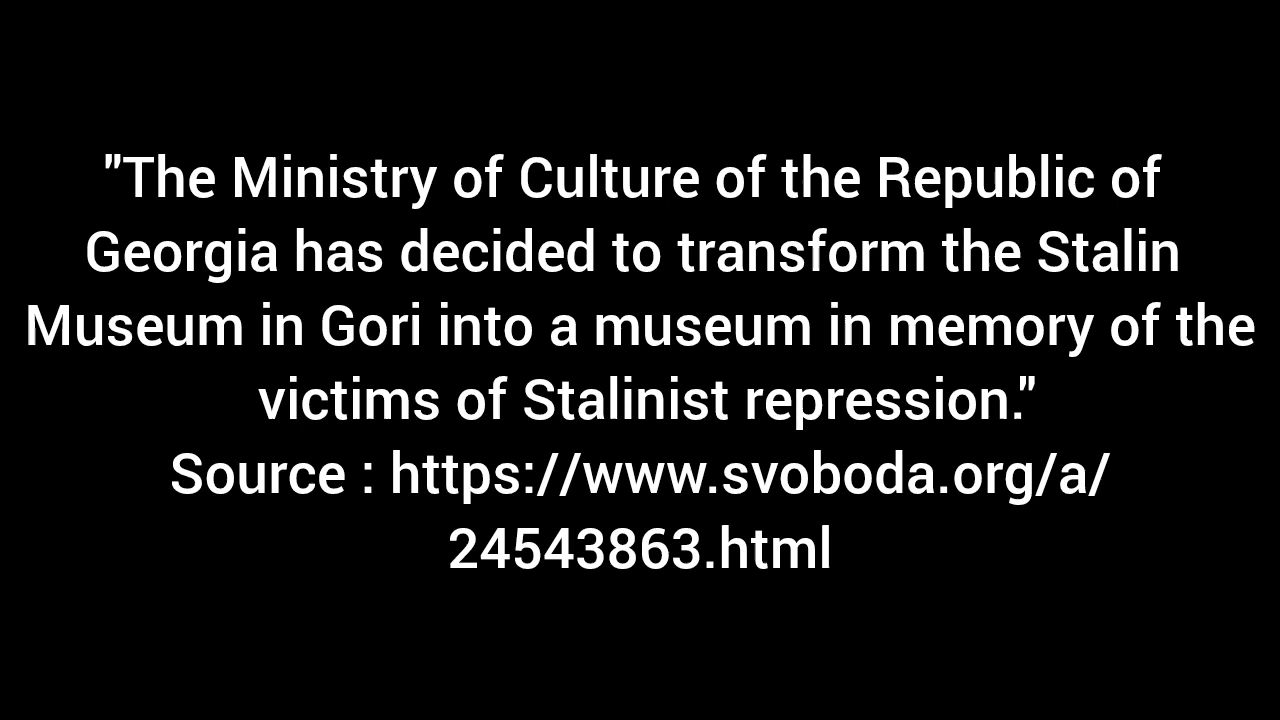 "The Ministry of Culture of the Republic of
Georgia has decided to transform the Stalin
Museum in Gori into a museum in memory of the
victims of Stalinist repression."
Source : https://www.svoboda.org/a/
24543863.html